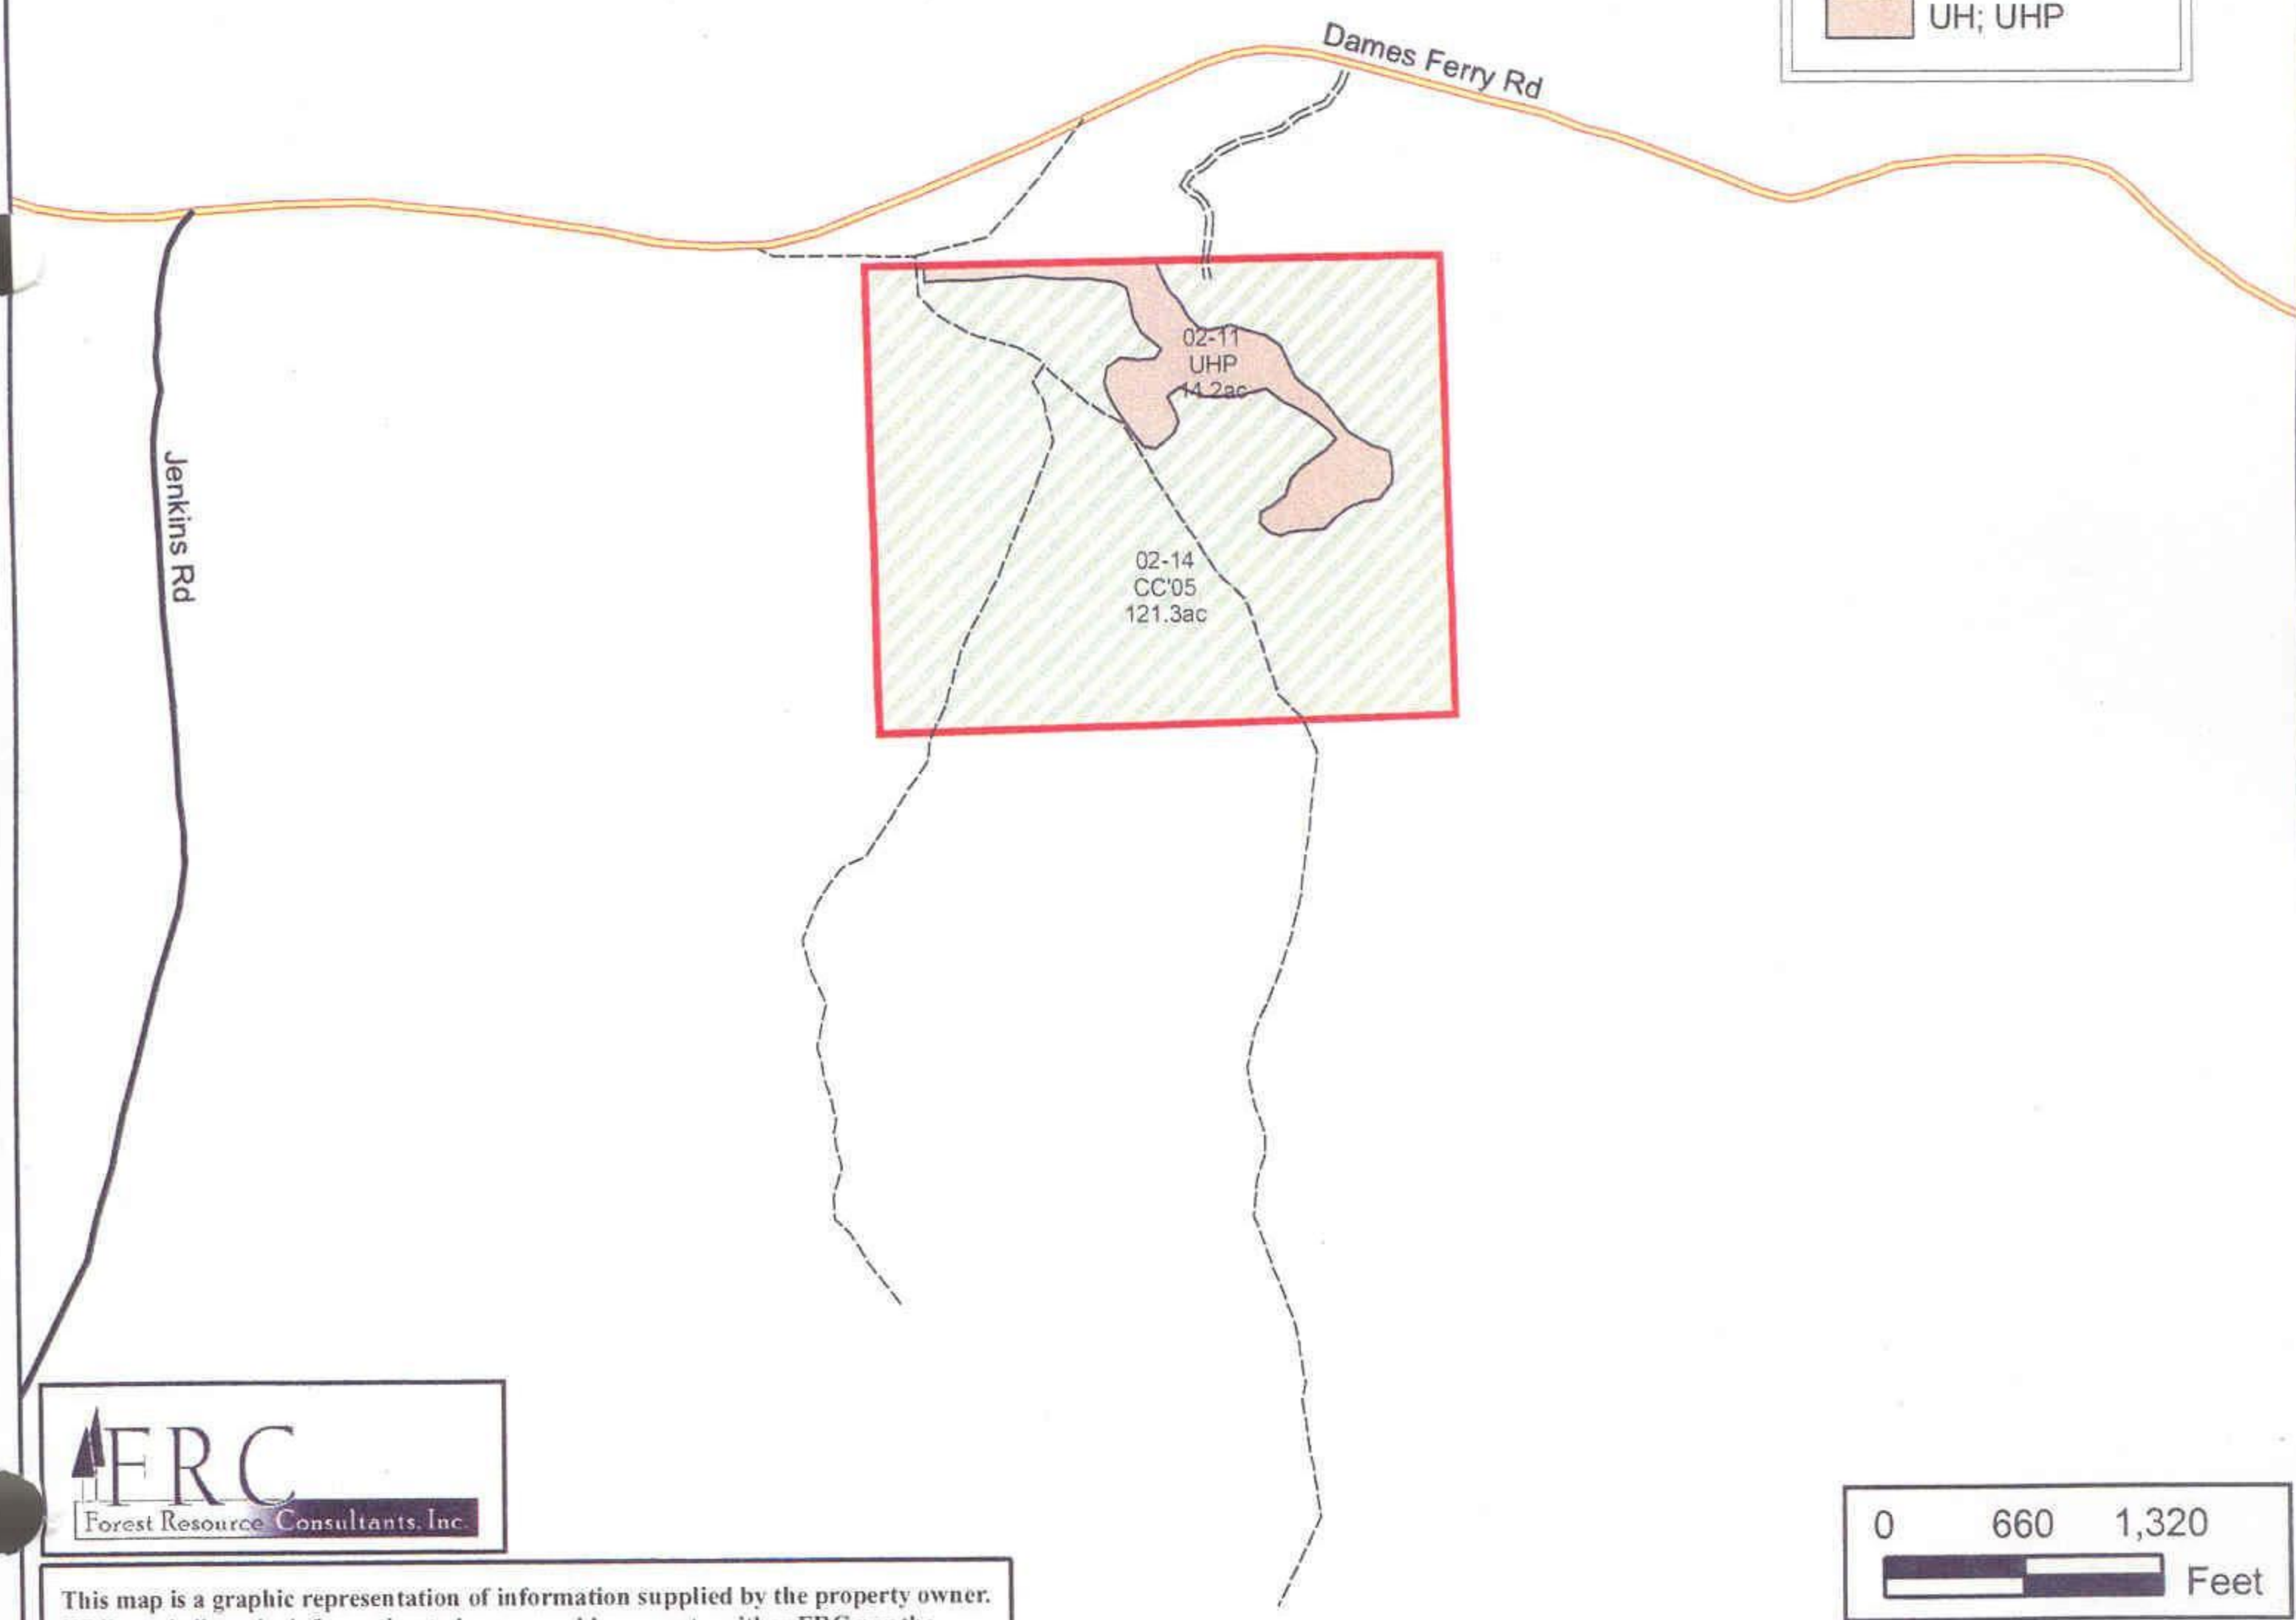 UH; UHP
Dames Ferry Rd
02-11
UHP
14.2ac
Jenkins Rd
02-14
CC'05
121.3ac
FRC
Forest Resource Consultants, Inc.
0 660 1,320
Feet
This map is a graphic representation of information supplied by the property owner.